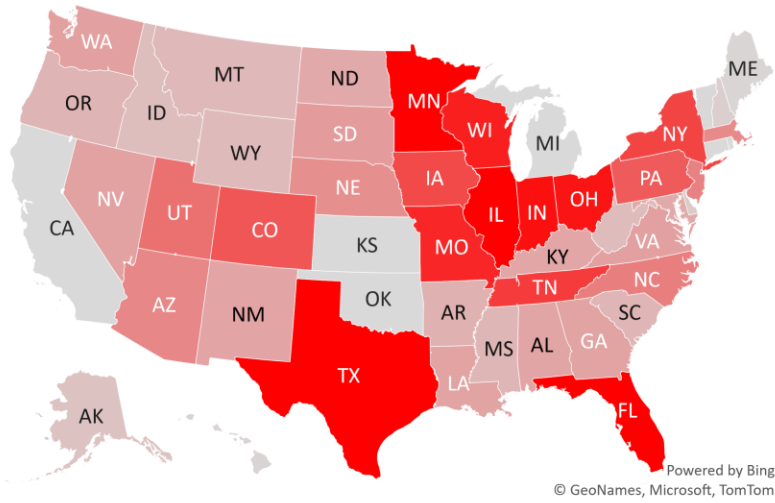 WA
MT
ND
MN
ME
OR
ID
SD
WI
MI
NY
WY
NE
IA
PA
NV
UT
CO
IL
IN
OH
CA
KS
MO
KY
VA
AZ
NM
OK
AR
TN
NC
SC
MS
AL
GA
TX
LA
AK
FL
Powered by Bing
© GeoNames, Microsoft, TomTom